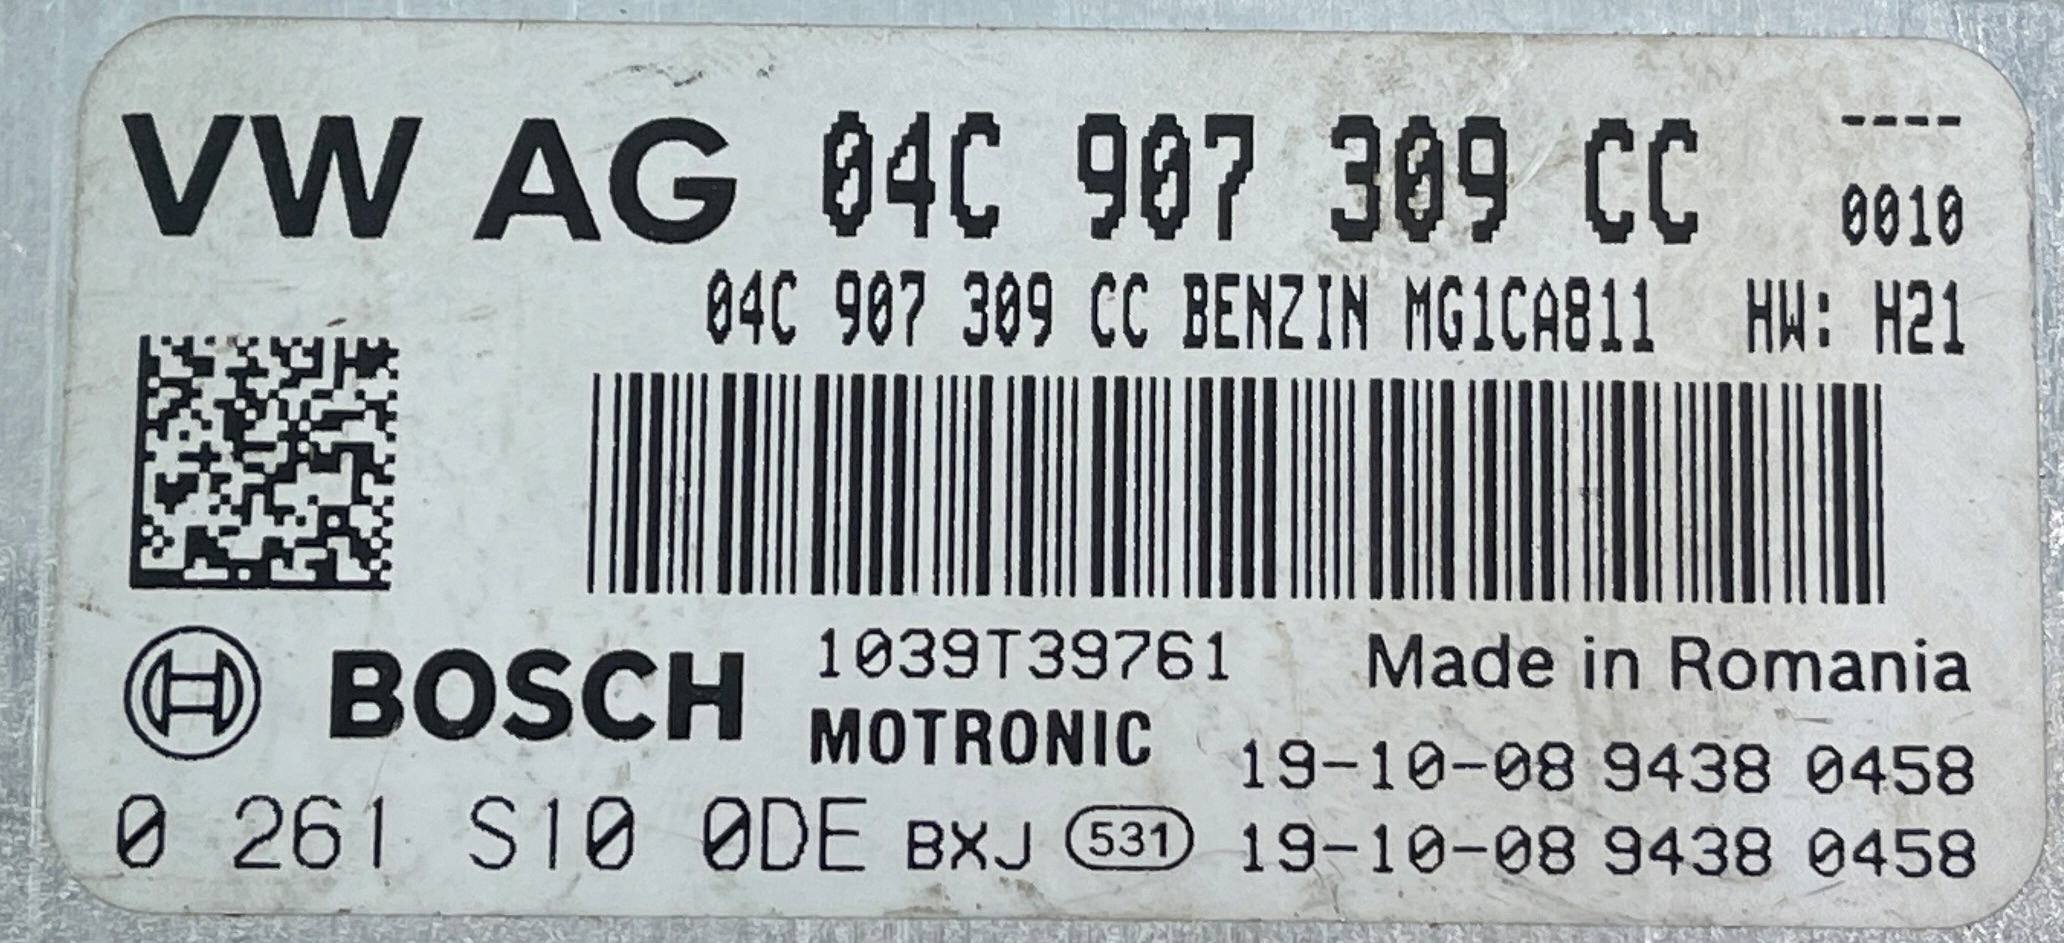 VW AG 04C 907 309 CC ----
0010
04C 907 309 CC BENZIN MG1CA811 HW: H21
BOSCH 1039T39761 Made in Romania
MOTRONIC
19-10-08 9438 0458
0 261 S10 0DE BXJ 531 19-10-08 9438 0458